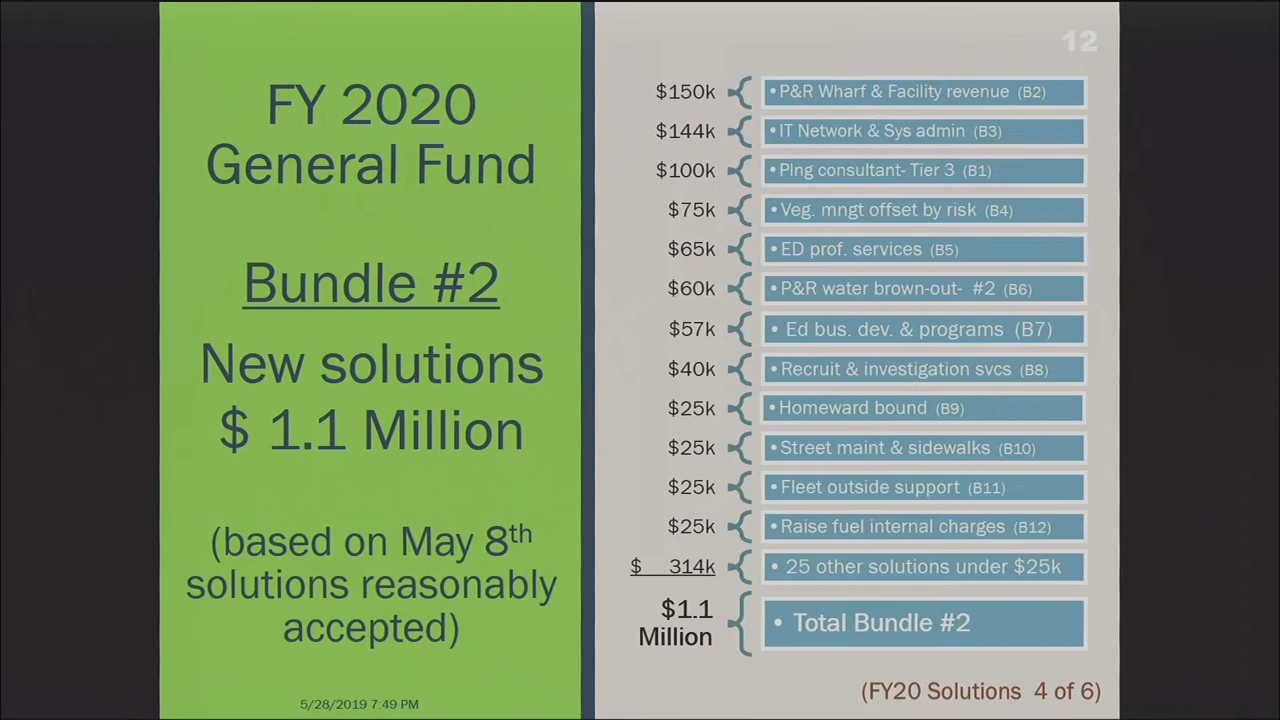 FY 2020
General Fund
Bundle #2
New solutions
$ 1.1 Million
(based on May 8th
solutions reasonably
accepted)
5/28/2019 7:49 PM
12
$150k • P&R Wharf & Facility revenue (B2)
$144k • IT Network & Sys admin (B3)
$100k • Plng consultant- Tier 3 (B1)
$75k • Veg. mngt offset by risk (B4)
$65k • ED prof. services (B5)
$60k • P&R water brown-out- #2 (B6)
$57k • Ed bus. dev. & programs (B7)
$40k • Recruit & investigation svcs (B8)
$25k • Homeward bound (B9)
$25k • Street maint & sidewalks (B10)
$25k • Fleet outside support (B11)
$25k • Raise fuel internal charges (B12)
$ 314k • 25 other solutions under $25k
$1.1
Million • Total Bundle #2
(FY20 Solutions 4 of 6)